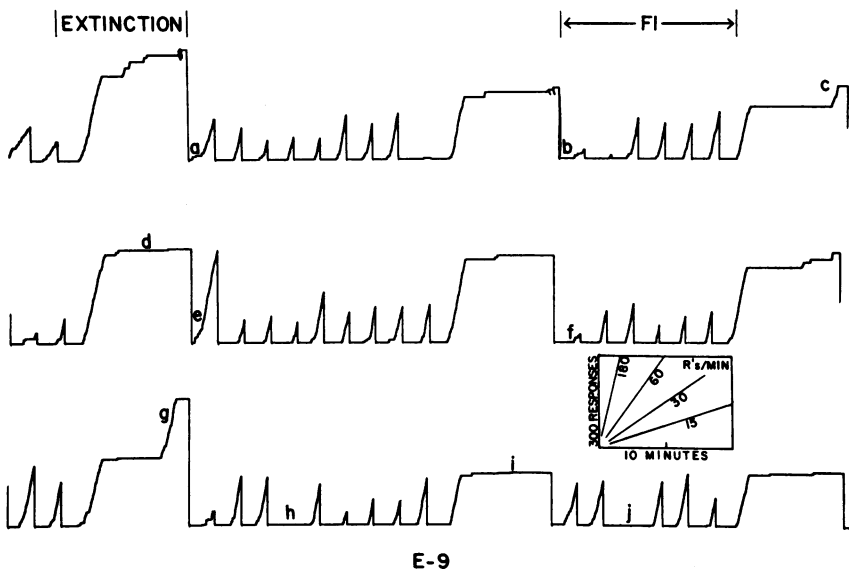 EXTINCTION
FI
a
b
c
d
e
f
R's/MIN
180
60
30
15
300 RESPONSES
10 MINUTES
g
h
i
j
E-9